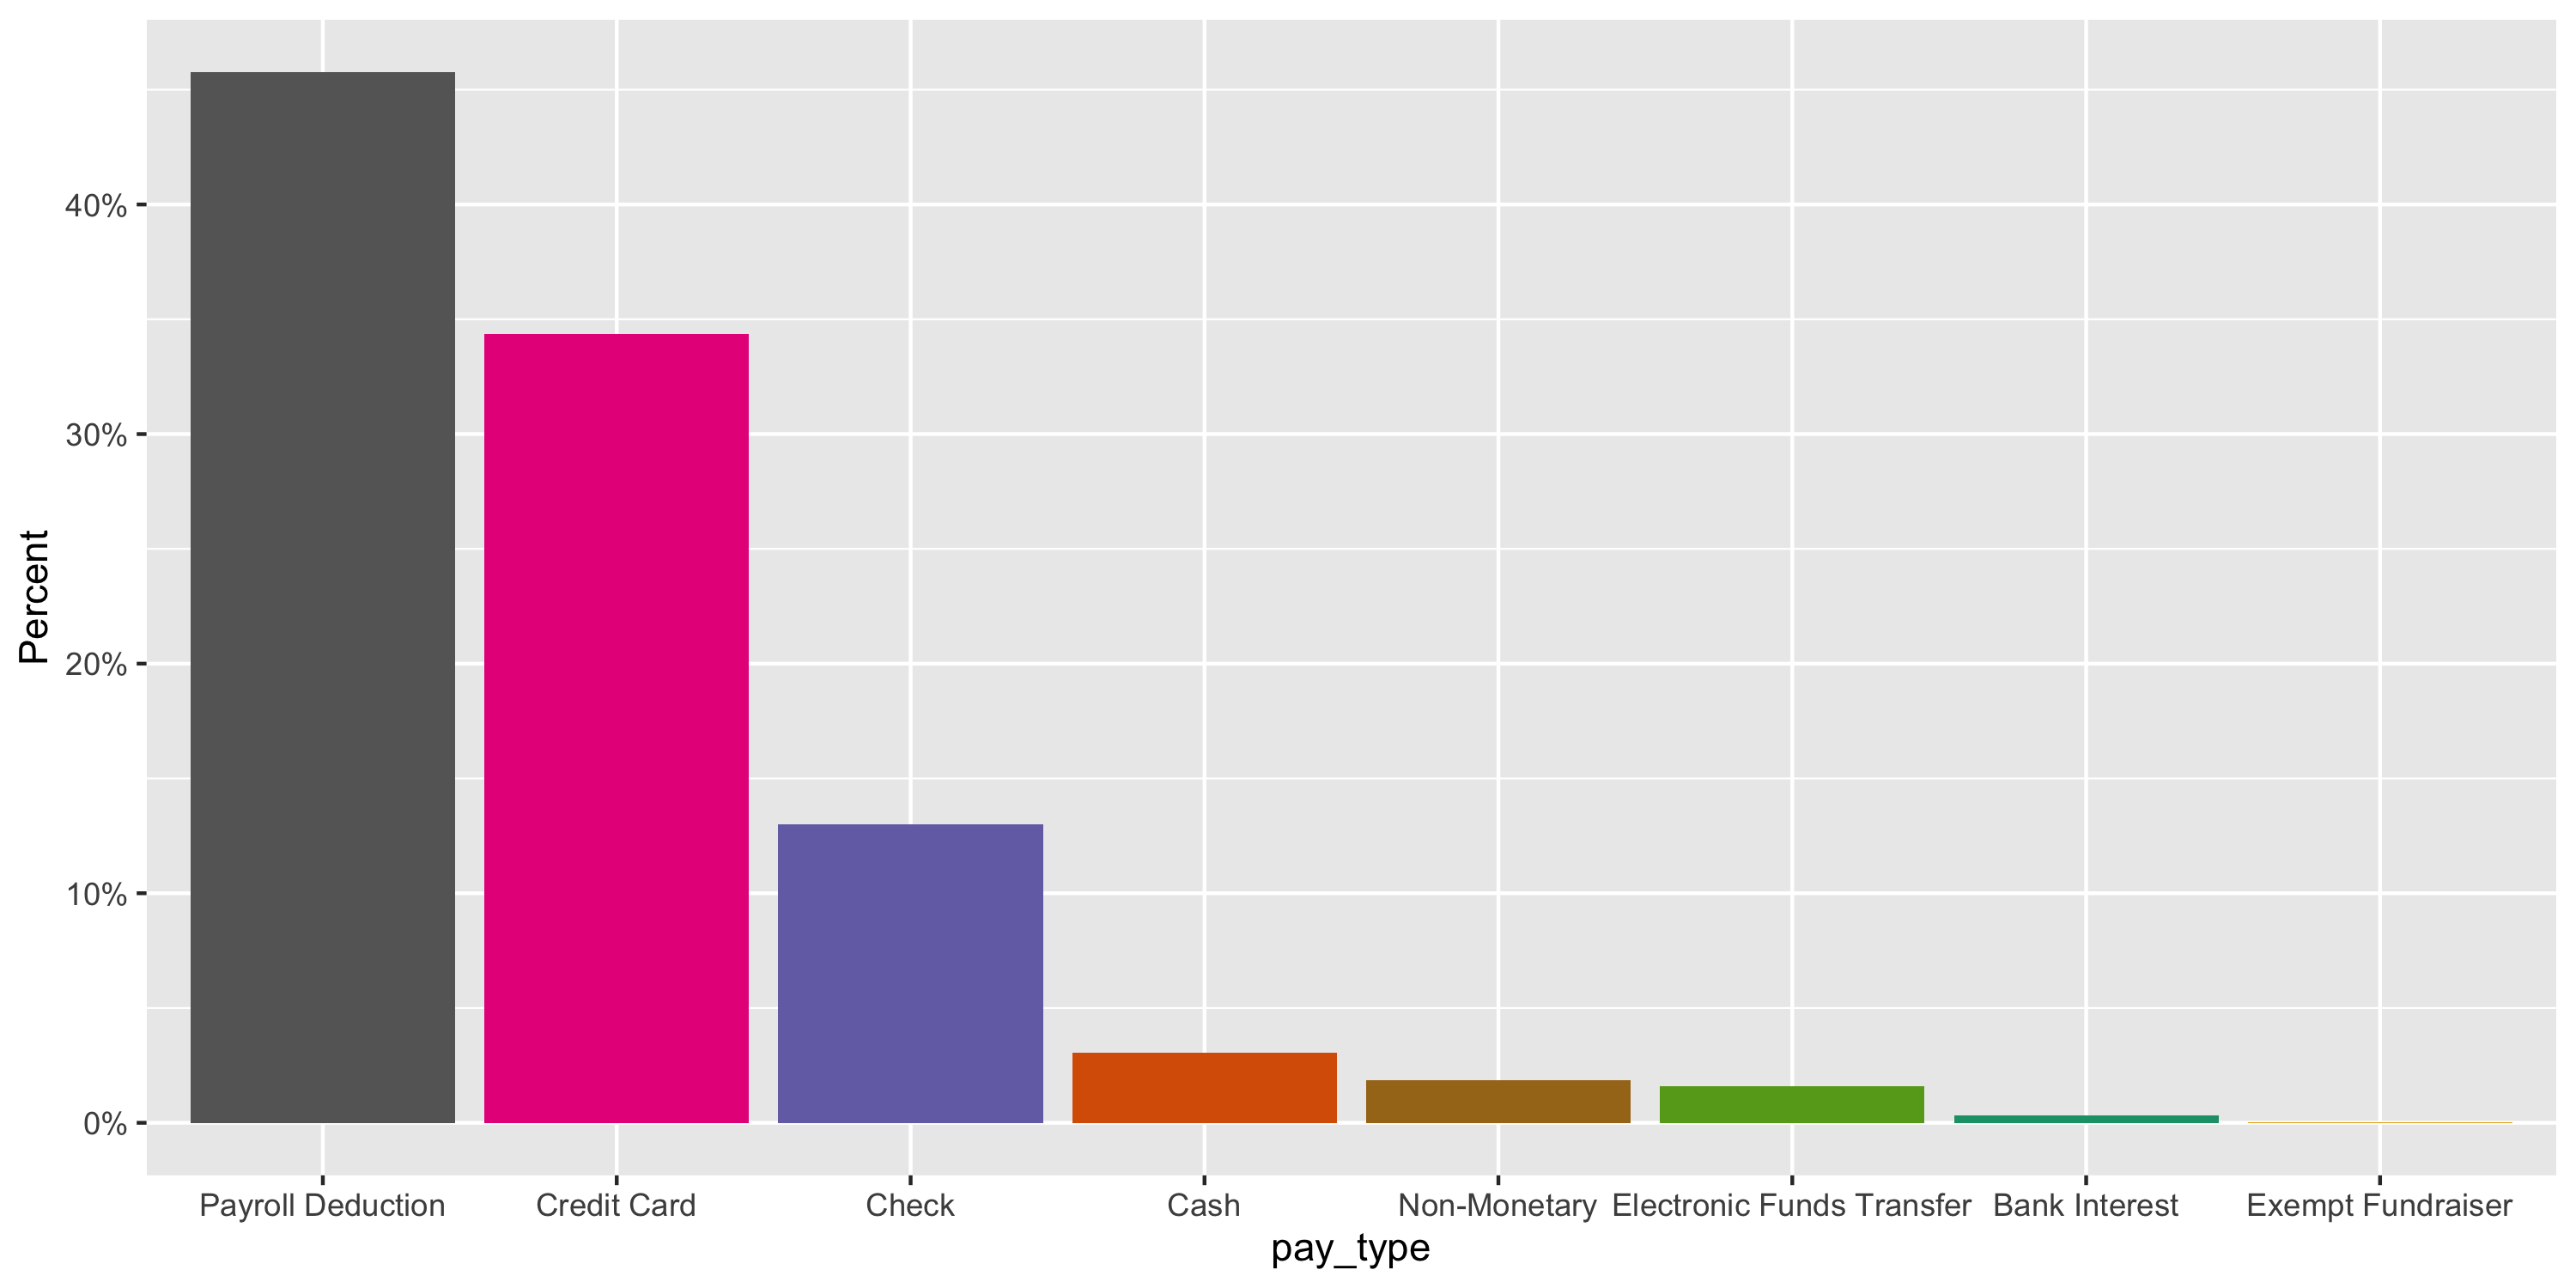 Percent
40%
30%
20%
10%
0%
Payroll Deduction Credit Card Check Cash Non-Monetary Electronic Funds Transfer Bank Interest Exempt Fundraiser
pay_type